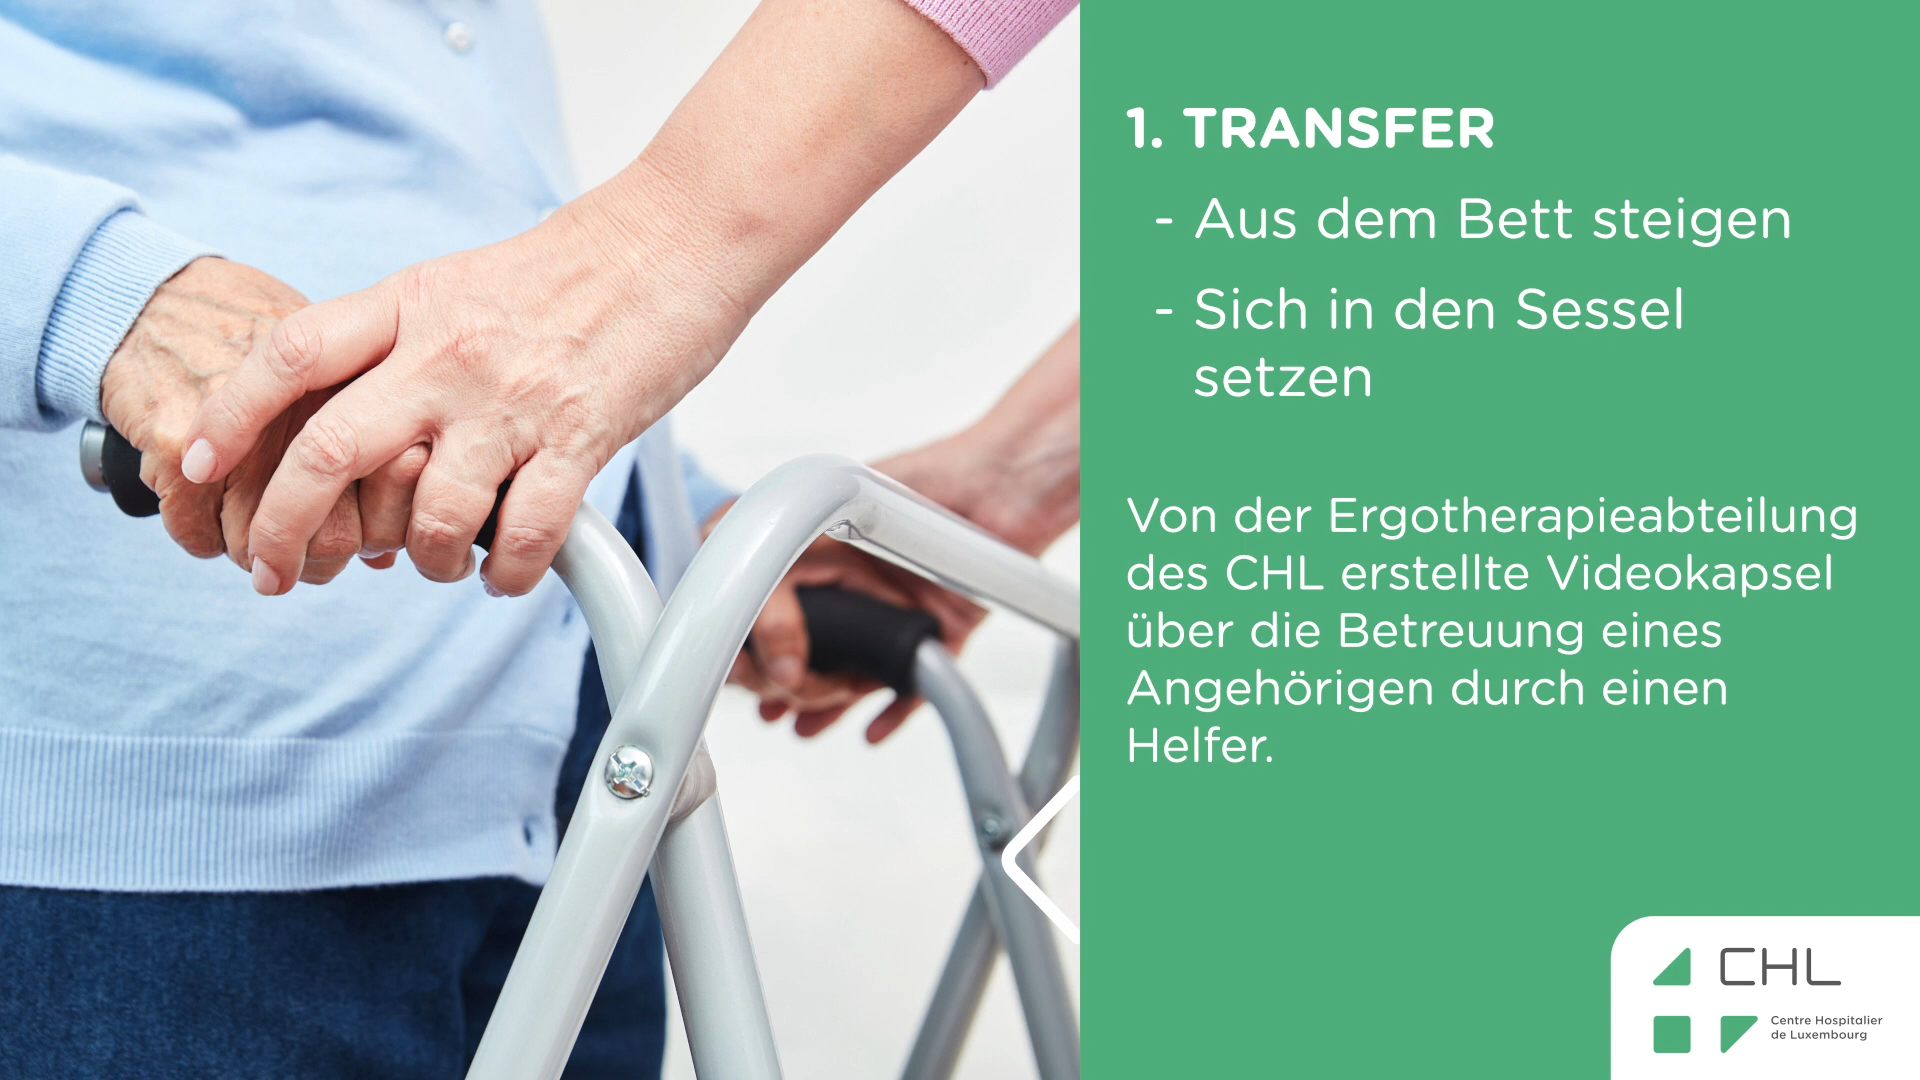 1. TRANSFER
- Aus dem Bett steigen
- Sich in den Sessel
setzen
Von der Ergotherapieabteilung
des CHL erstellte Videokapsel
über die Betreuung eines
Angehörigen durch einen
Helfer.
CHL
Centre Hospitalier
de Luxembourg